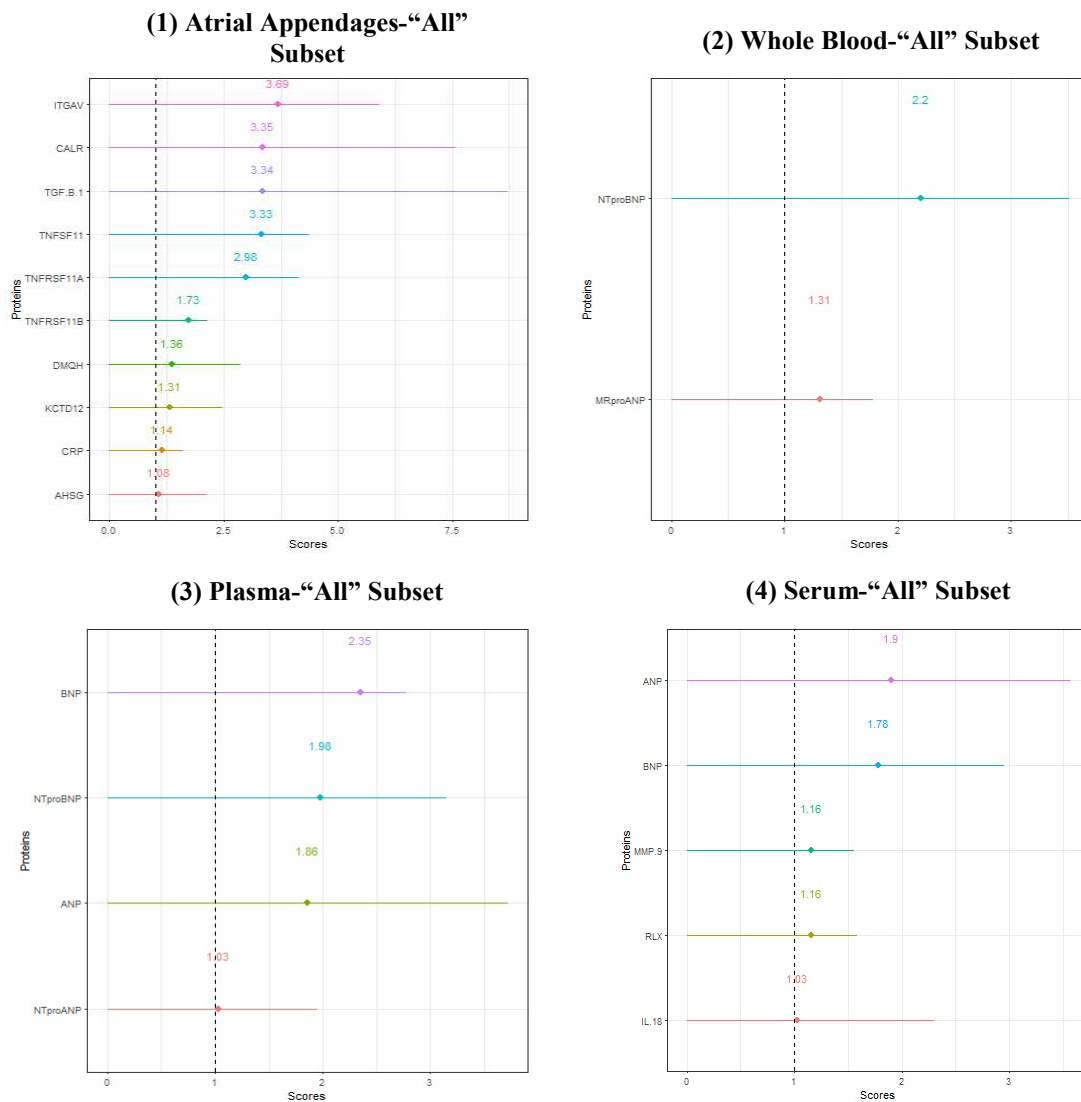 (1) Atrial Appendages-“All”
Subset
3.69
ITGAV
3.35
CALR
3.34
TGF.B.1
3.33
TNFSF11
2.98
TNFRSF11A
1.73
TNFRSF11B
1.36
DMQH
1.31
KCTD12
1.14
CRP
1.08
AHSG
Proteins
0.0 2.5 5.0 7.5
Scores
(2) Whole Blood-“All” Subset
2.2
NTproBNP
1.31
MRproANP
Proteins
0 1 2 3
Scores
(3) Plasma-“All” Subset
2.35
BNP
1.98
NTproBNP
1.86
ANP
1.03
NTproANP
Proteins
0 1 2 3
Scores
(4) Serum-“All” Subset
1.9
ANP
1.78
BNP
1.16
MMP.9
1.16
RLX
1.03
IL.18
Proteins
0 1 2 3
Scores